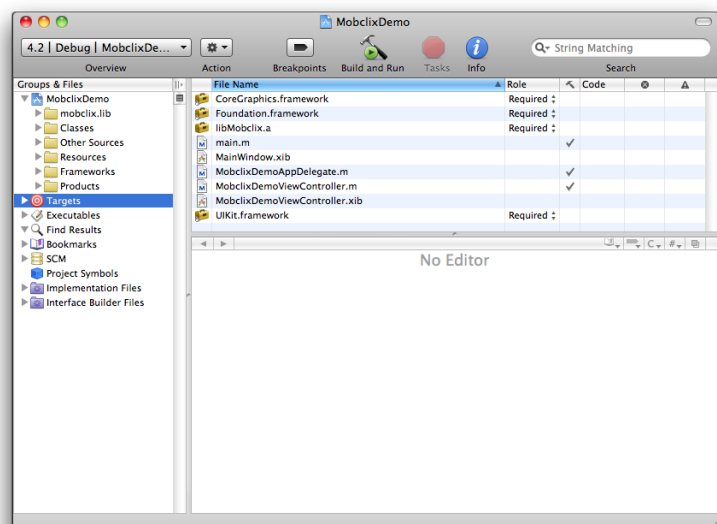 MobclixDemo
4.2 | Debug | MobclixDe...
String Matching
Overview
Action
Breakpoints
Build and Run
Tasks
Info
Search
Groups & Files
File Name
Role
Code
MobclixDemo
mobclix.lib
Classes
Other Sources
Resources
Frameworks
Products
Targets
Executables
Find Results
Bookmarks
SCM
Project Symbols
Implementation Files
Interface Builder Files
CoreGraphics.framework Required
Foundation.framework Required
libMobclix.a Required
main.m
MainWindow.xib
MobclixDemoAppDelegate.m
MobclixDemoViewController.m
MobclixDemoViewController.xib
UIKit.framework Required
C #
No Editor